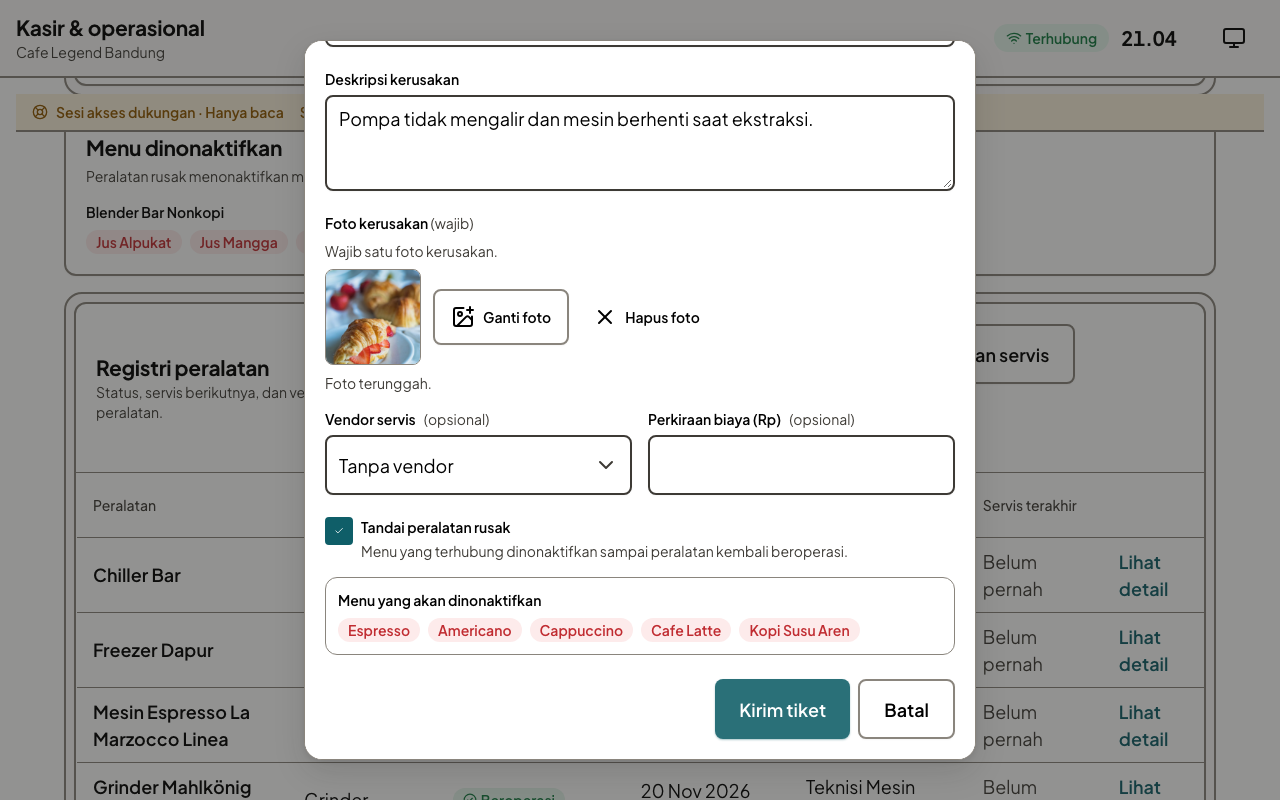 Kasir & operasional
Cafe Legend Bandung
Terhubung
21.04
Sesi akses dukungan · Hanya baca
Menu dinonaktifkan
Peralatan rusak menonaktifkan
Blender Bar Nonkopi
Jus Alpukat
Jus Mangga
Registri peralatan
Status, servis berikutnya, dan
peralatan.
servis
Peralatan
Servis terakhir
Chiller Bar
Belum
pernah
Lihat
detail
Freezer Dapur
Belum
pernah
Lihat
detail
Mesin Espresso La
Marzocco Linea
Belum
pernah
Lihat
detail
Grinder Mahlkönig
Grinder
Beroperasi
20 Nov 2026
Teknisi Mesin
Belum
Lihat
Deskripsi kerusakan
Pompa tidak mengalir dan mesin berhenti saat ekstraksi.
Foto kerusakan (wajib)
Wajib satu foto kerusakan.
Ganti foto
Hapus foto
Foto terunggah.
Vendor servis (opsional)
Tanpa vendor
Perkiraan biaya (Rp) (opsional)
Tandai peralatan rusak
Menu yang terhubung dinonaktifkan sampai peralatan kembali beroperasi.
Menu yang akan dinonaktifkan
Espresso
Americano
Cappuccino
Cafe Latte
Kopi Susu Aren
Kirim tiket
Batal